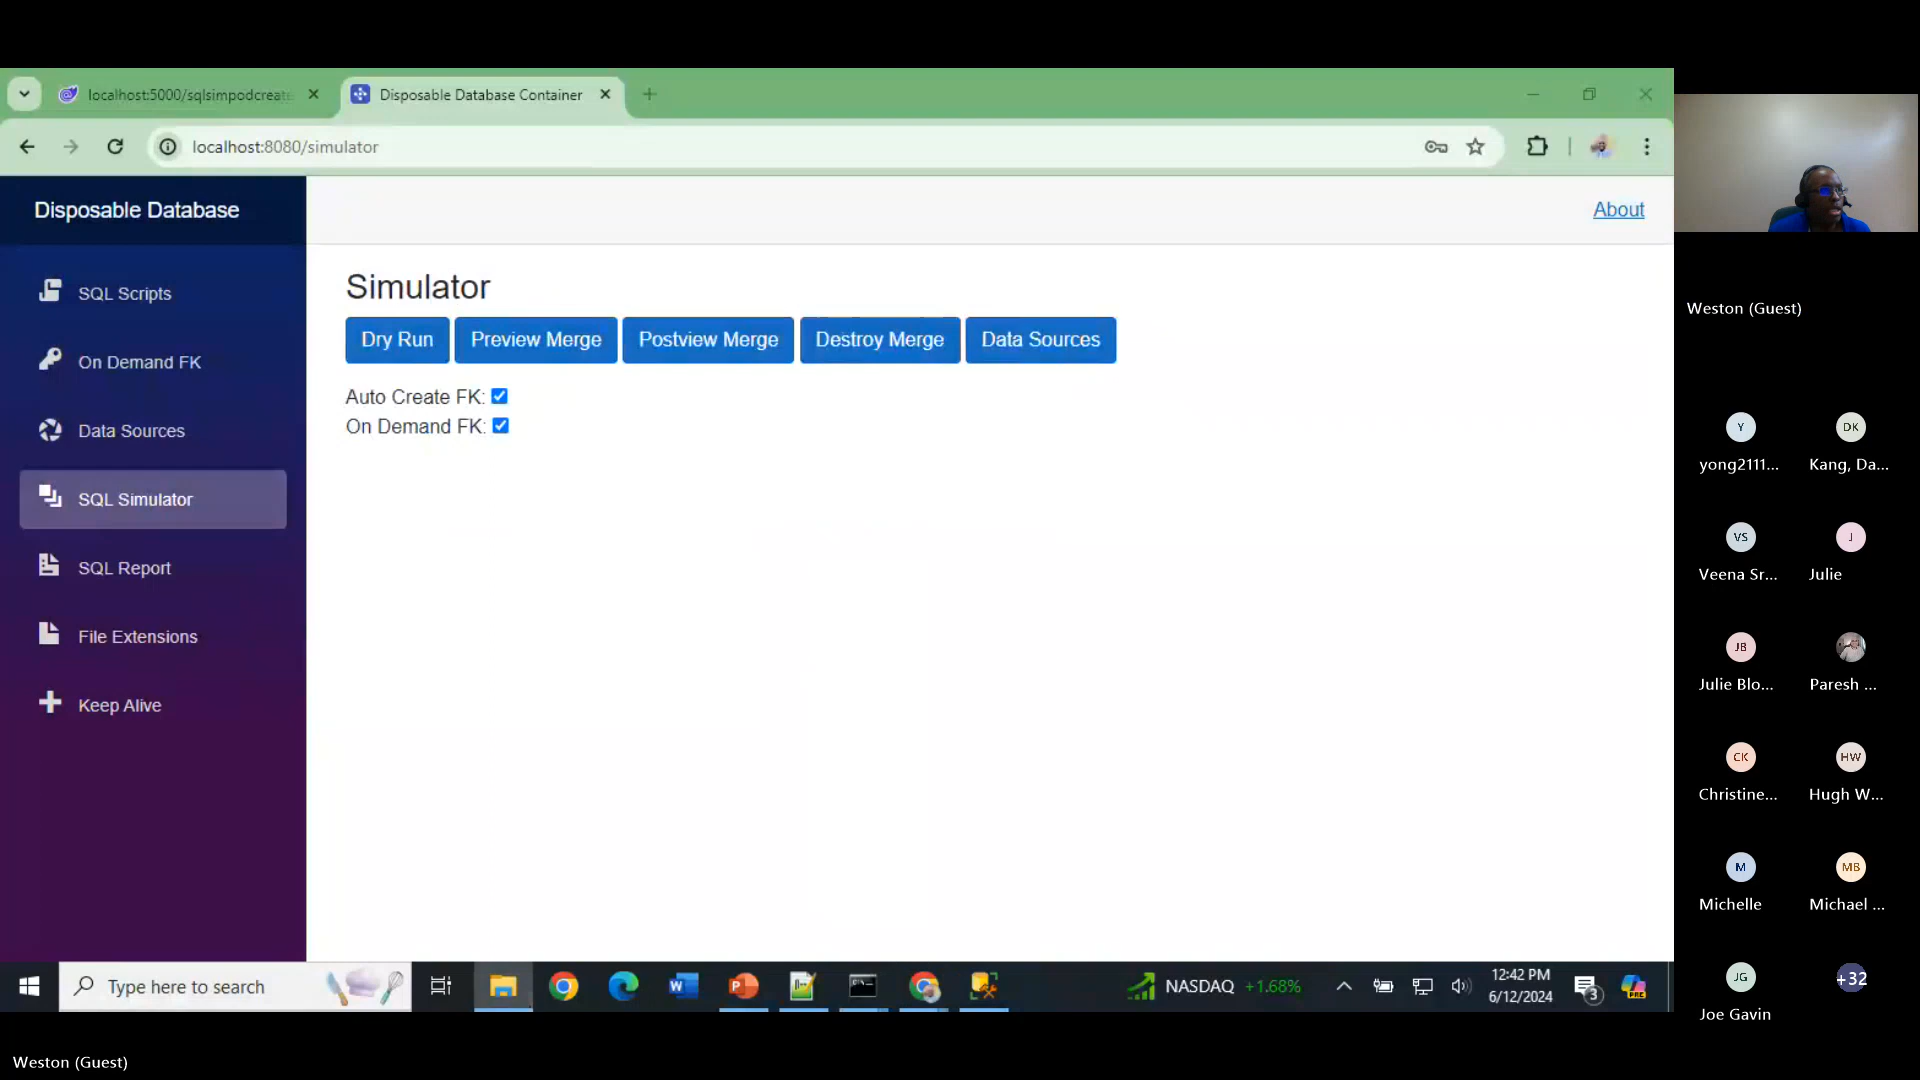 localhost:5000/sqlsimpodcreate
Disposable Database Container
localhost:8080/simulator
Disposable Database
About
SQL Scripts
On Demand FK
Data Sources
SQL Simulator
SQL Report
File Extensions
Keep Alive
Simulator
Dry Run
Preview Merge
Postview Merge
Destroy Merge
Data Sources
Auto Create FK:
On Demand FK:
Weston (Guest)
Y
DK
yong2111...
Kang, Da...
VS
J
Veena Sr...
Julie
JB
Julie Blo...
Paresh ...
CK
HW
Christine...
Hugh W...
M
MB
Michelle
Michael ...
JG
+32
Joe Gavin
Type here to search
NASDAQ +1.68%
12:42 PM
6/12/2024
3
PRE
Weston (Guest)